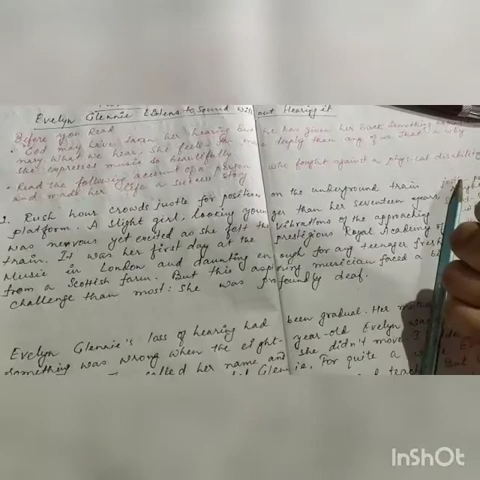 Evelyn Glennie Listens to Sound without Hearing it
Before you Read
• "God may have taken her hearing but he has given her back something
nary. What we hear, she feels far more deeply than any of us. That is why
she expresses music so beautifully
• Read the following account of a person who fought against a physical disability
and made her life a success story
1. Rush hour crowds jostle for position on the underground train
platform. A slight girl, looking younger than her seventeen years
was nervous yet excited as she felt the vibrations of the approaching
train. It was her first day at the prestigious Royal Academy of
Music in London and daunting enough for any teenager fresh
from a Scottish farm. But this aspiring musician faced a
challenge than most: she was profoundly deaf.
Evelyn Glennie's loss of hearing had been gradual. Her
something was wrong when the eight-year-old Evelyn
called her name and she didn't move.
For quite a
InShOt